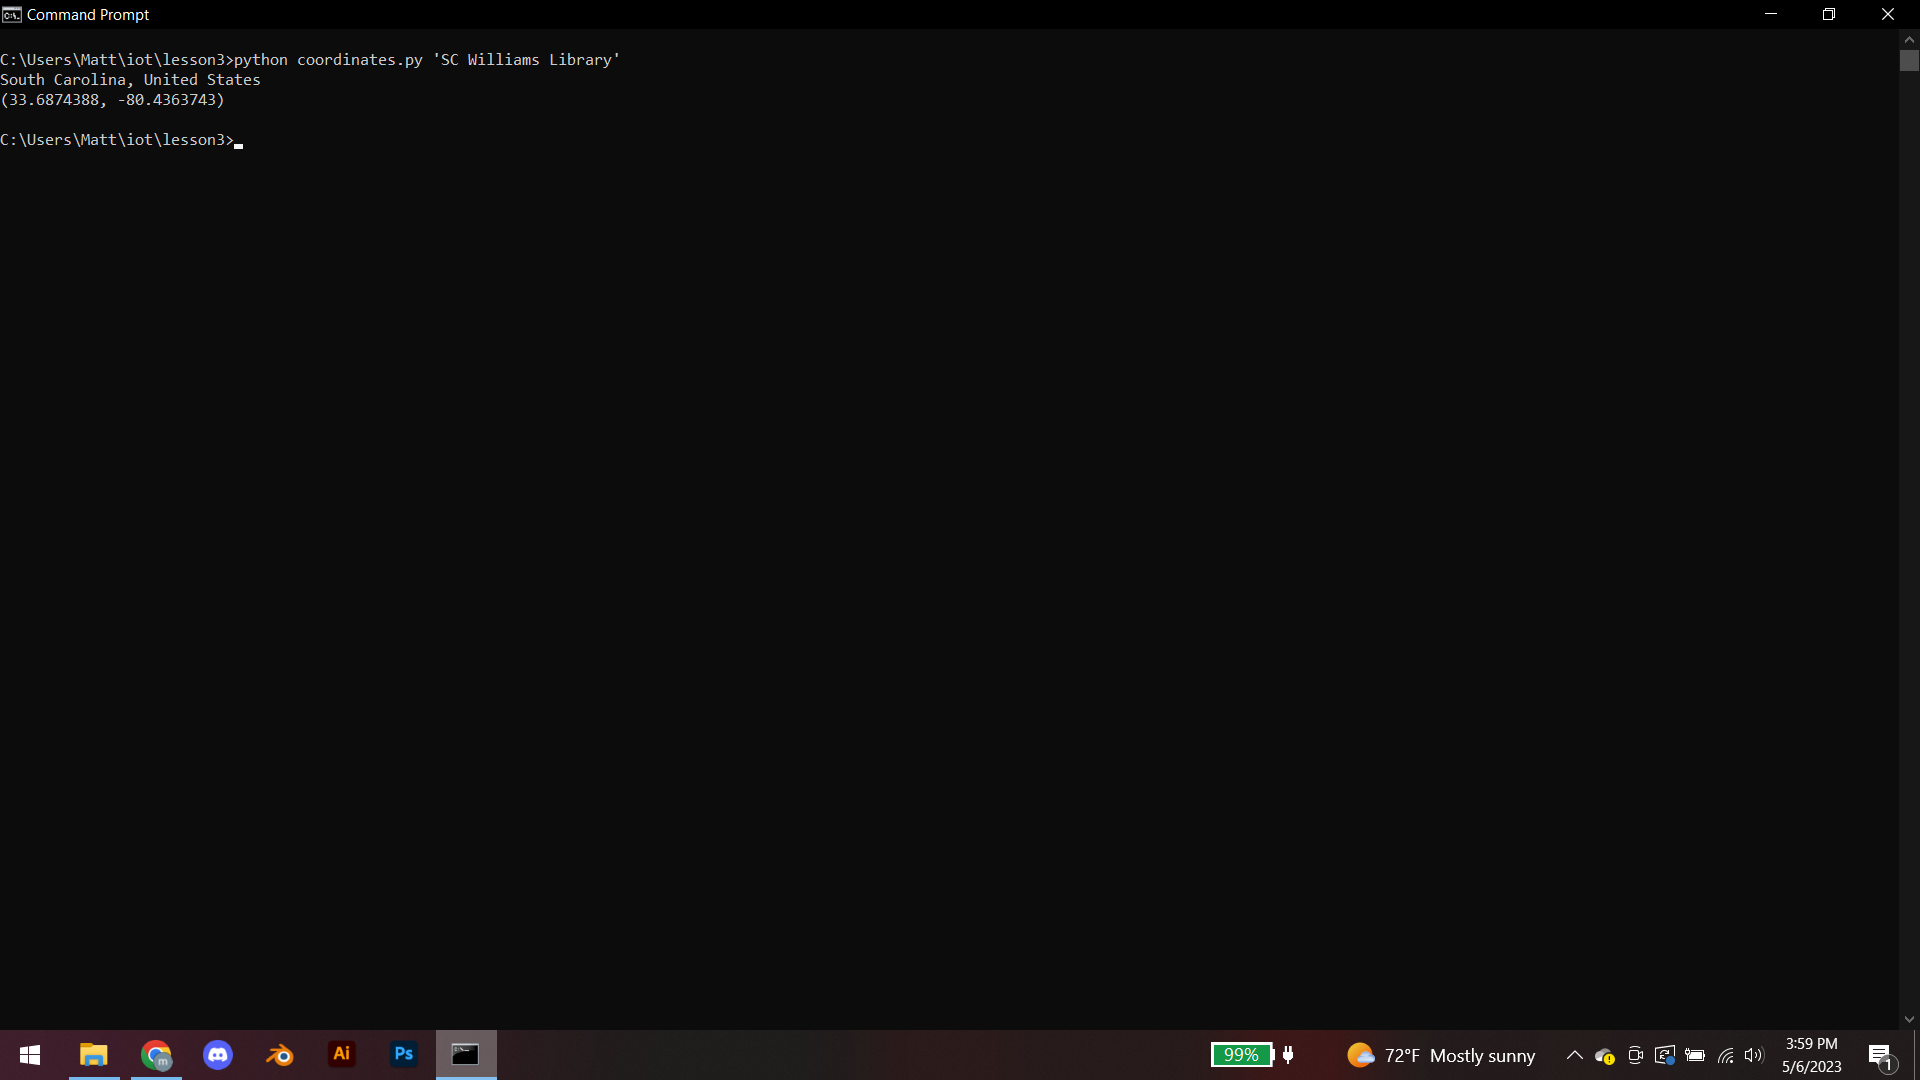 Command Prompt
C:\Users\Matt\iot\lesson3>python coordinates.py 'SC Williams Library'
South Carolina, United States
(33.6874388, -80.4363743)
C:\Users\Matt\iot\lesson3>
m
Ai
Ps
99%
72°F Mostly sunny
3:59 PM
5/6/2023
1